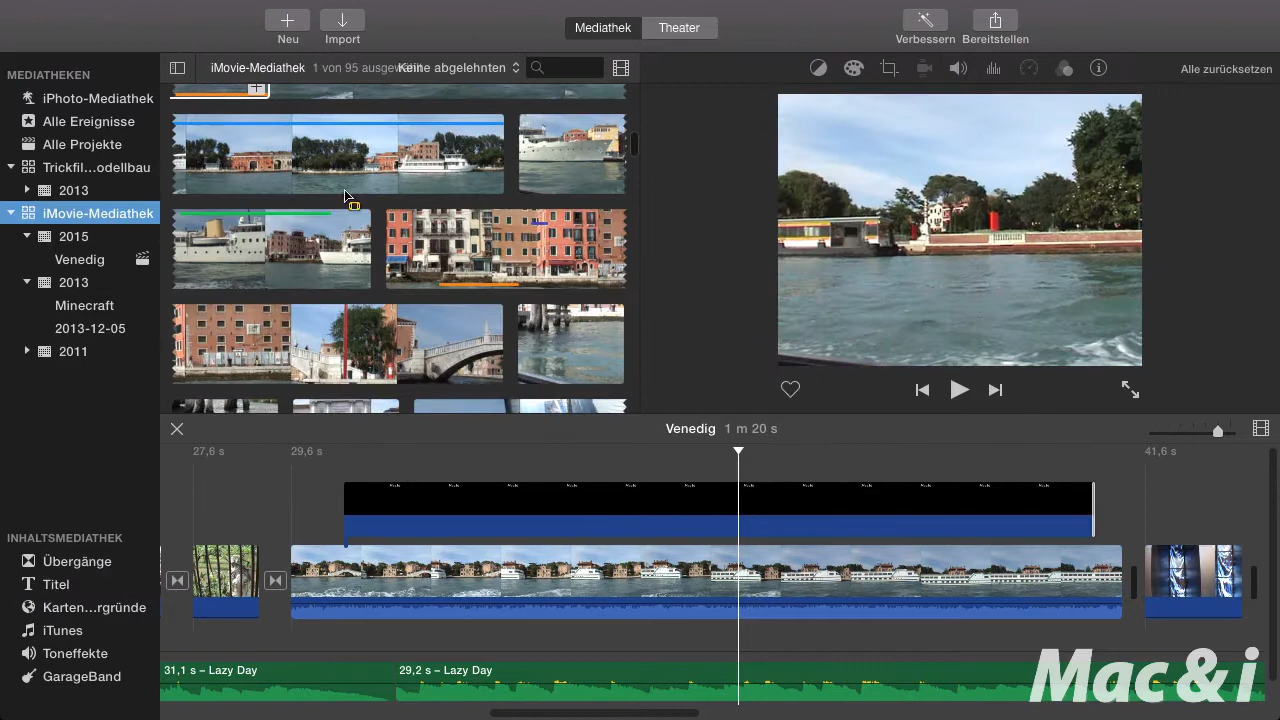 Neu
Import
Mediathek
Theater
Verbessern
Bereitstellen
MEDIATHEKEN
iPhoto-Mediathek
Alle Ereignisse
Alle Projekte
Trickfil...odellbau
2013
iMovie-Mediathek
2015
Venedig
2013
Minecraft
2013-12-05
2011
iMovie-Mediathek
1 von 95 ausgewählt
Keine abgelehnten
Alle zurücksetzen
Venedig 1 m 20 s
27,6 s
29,6 s
41,6 s
INHALTSMEDIATHEK
Übergänge
Titel
Karten...rgründe
iTunes
Toneffekte
GarageBand
31,1 s – Lazy Day
29,2 s – Lazy Day
Mac & i